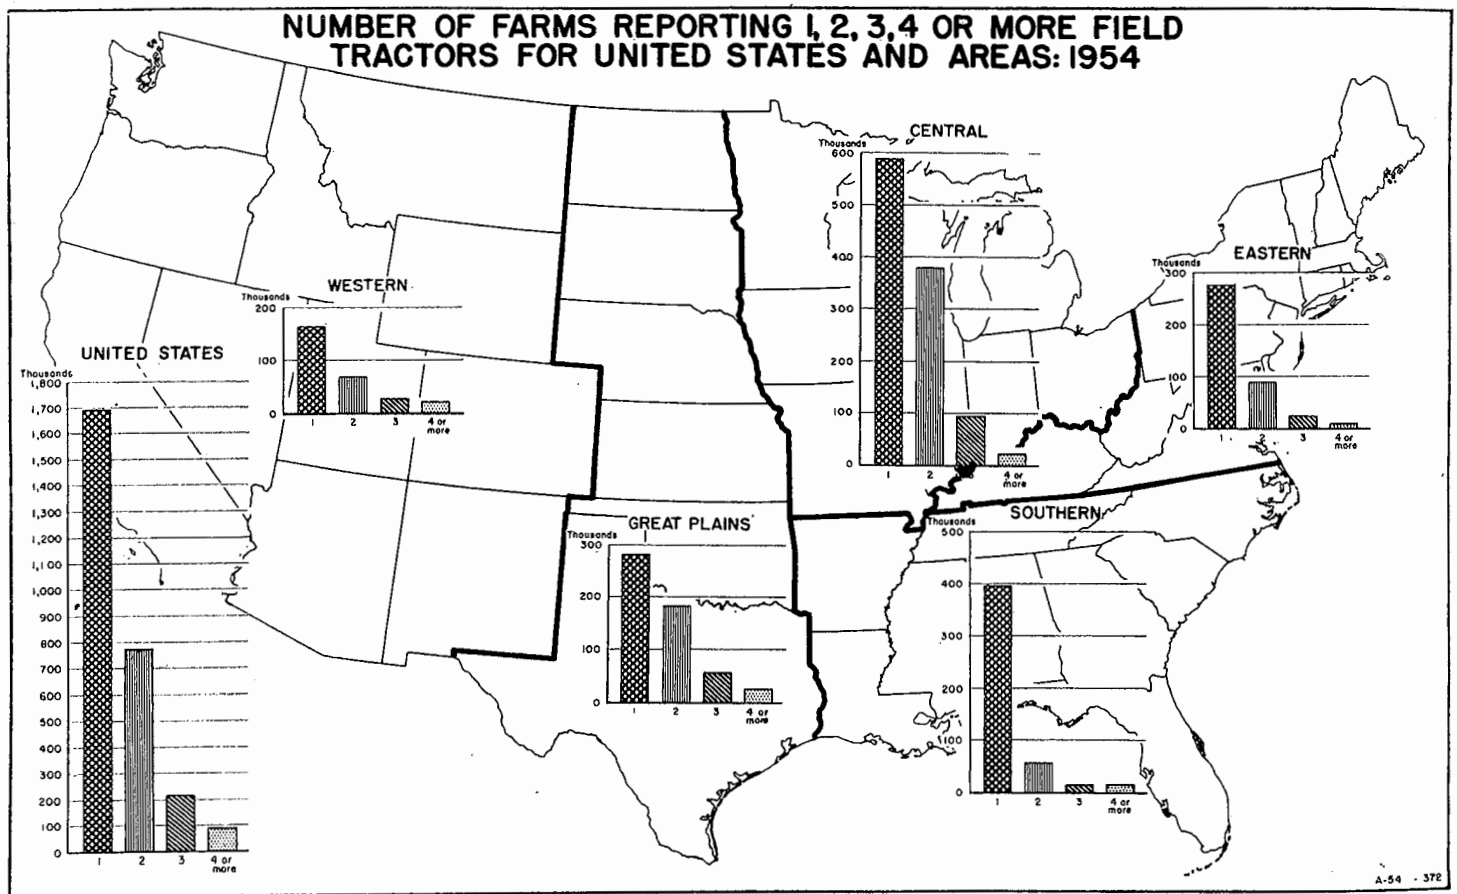 NUMBER OF FARMS REPORTING 1, 2, 3, 4 OR MORE FIELD
TRACTORS FOR UNITED STATES AND AREAS: 1954
CENTRAL
Thousands
600
500
400
300
200
100
0
1
2
4 or
more
EASTERN
Thousands
300
200
100
0
1
2
3
4 or
more
WESTERN
Thousands
200
100
0
1
2
3
4 or
more
UNITED STATES
Thousands
1,800
1,700
1,600
1,500
1,400
1,300
1,200
1,100
1,000
900
800
700
600
500
400
300
200
100
0
1
2
3
4 or
more
GREAT PLAINS
Thousands
300
200
100
0
1
2
3
4 or
more
SOUTHERN
Thousands
500
400
300
200
100
0
1
2
3
4 or
more
A-54 - 372